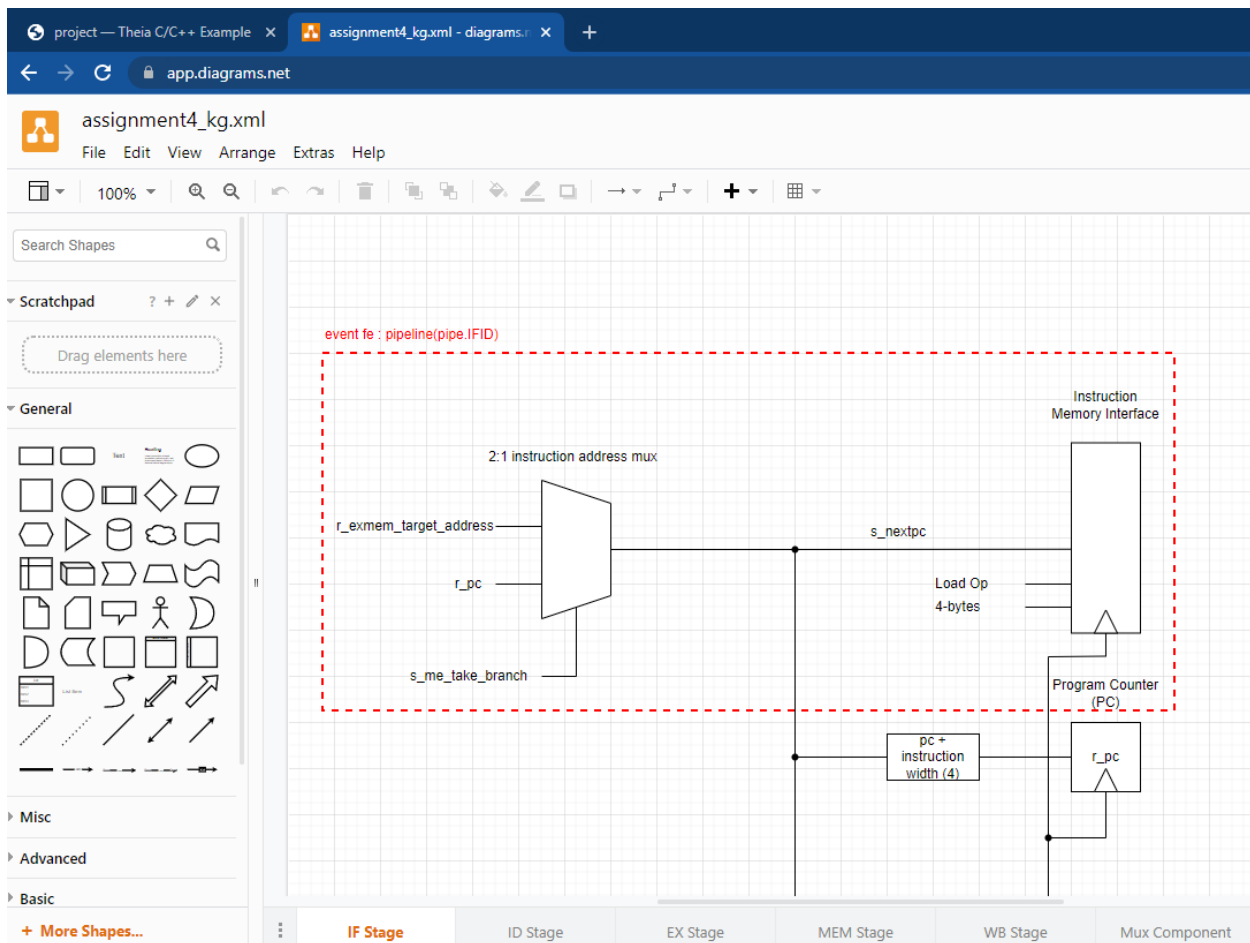 project — Theia C/C++ Example
assignment4_kg.xml - diagrams.r
app.diagrams.net
assignment4_kg.xml
File Edit View Arrange Extras Help
100%
Search Shapes
Scratchpad
?
Drag elements here
General
Text
Heading
List Item
Misc
Advanced
Basic
+ More Shapes...
event fe : pipeline(pipe.IFID)
Instruction
Memory Interface
2:1 instruction address mux
r_exmem_target_address
s_nextpc
r_pc
Load Op
4-bytes
s_me_take_branch
Program Counter
(PC)
pc +
instruction
width (4)
r_pc
IF Stage
ID Stage
EX Stage
MEM Stage
WB Stage
Mux Component